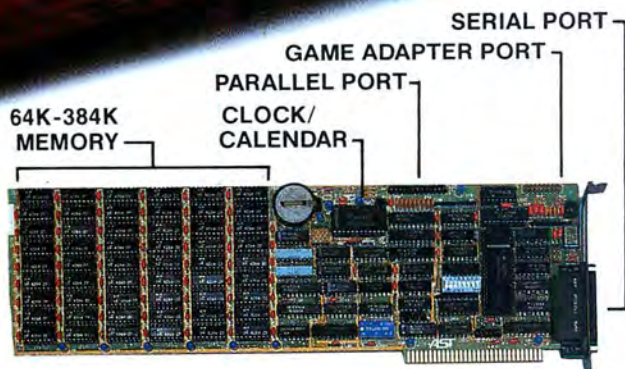 SERIAL PORT
GAME ADAPTER PORT
PARALLEL PORT
64K-384K
MEMORY
CLOCK/
CALENDAR
AST